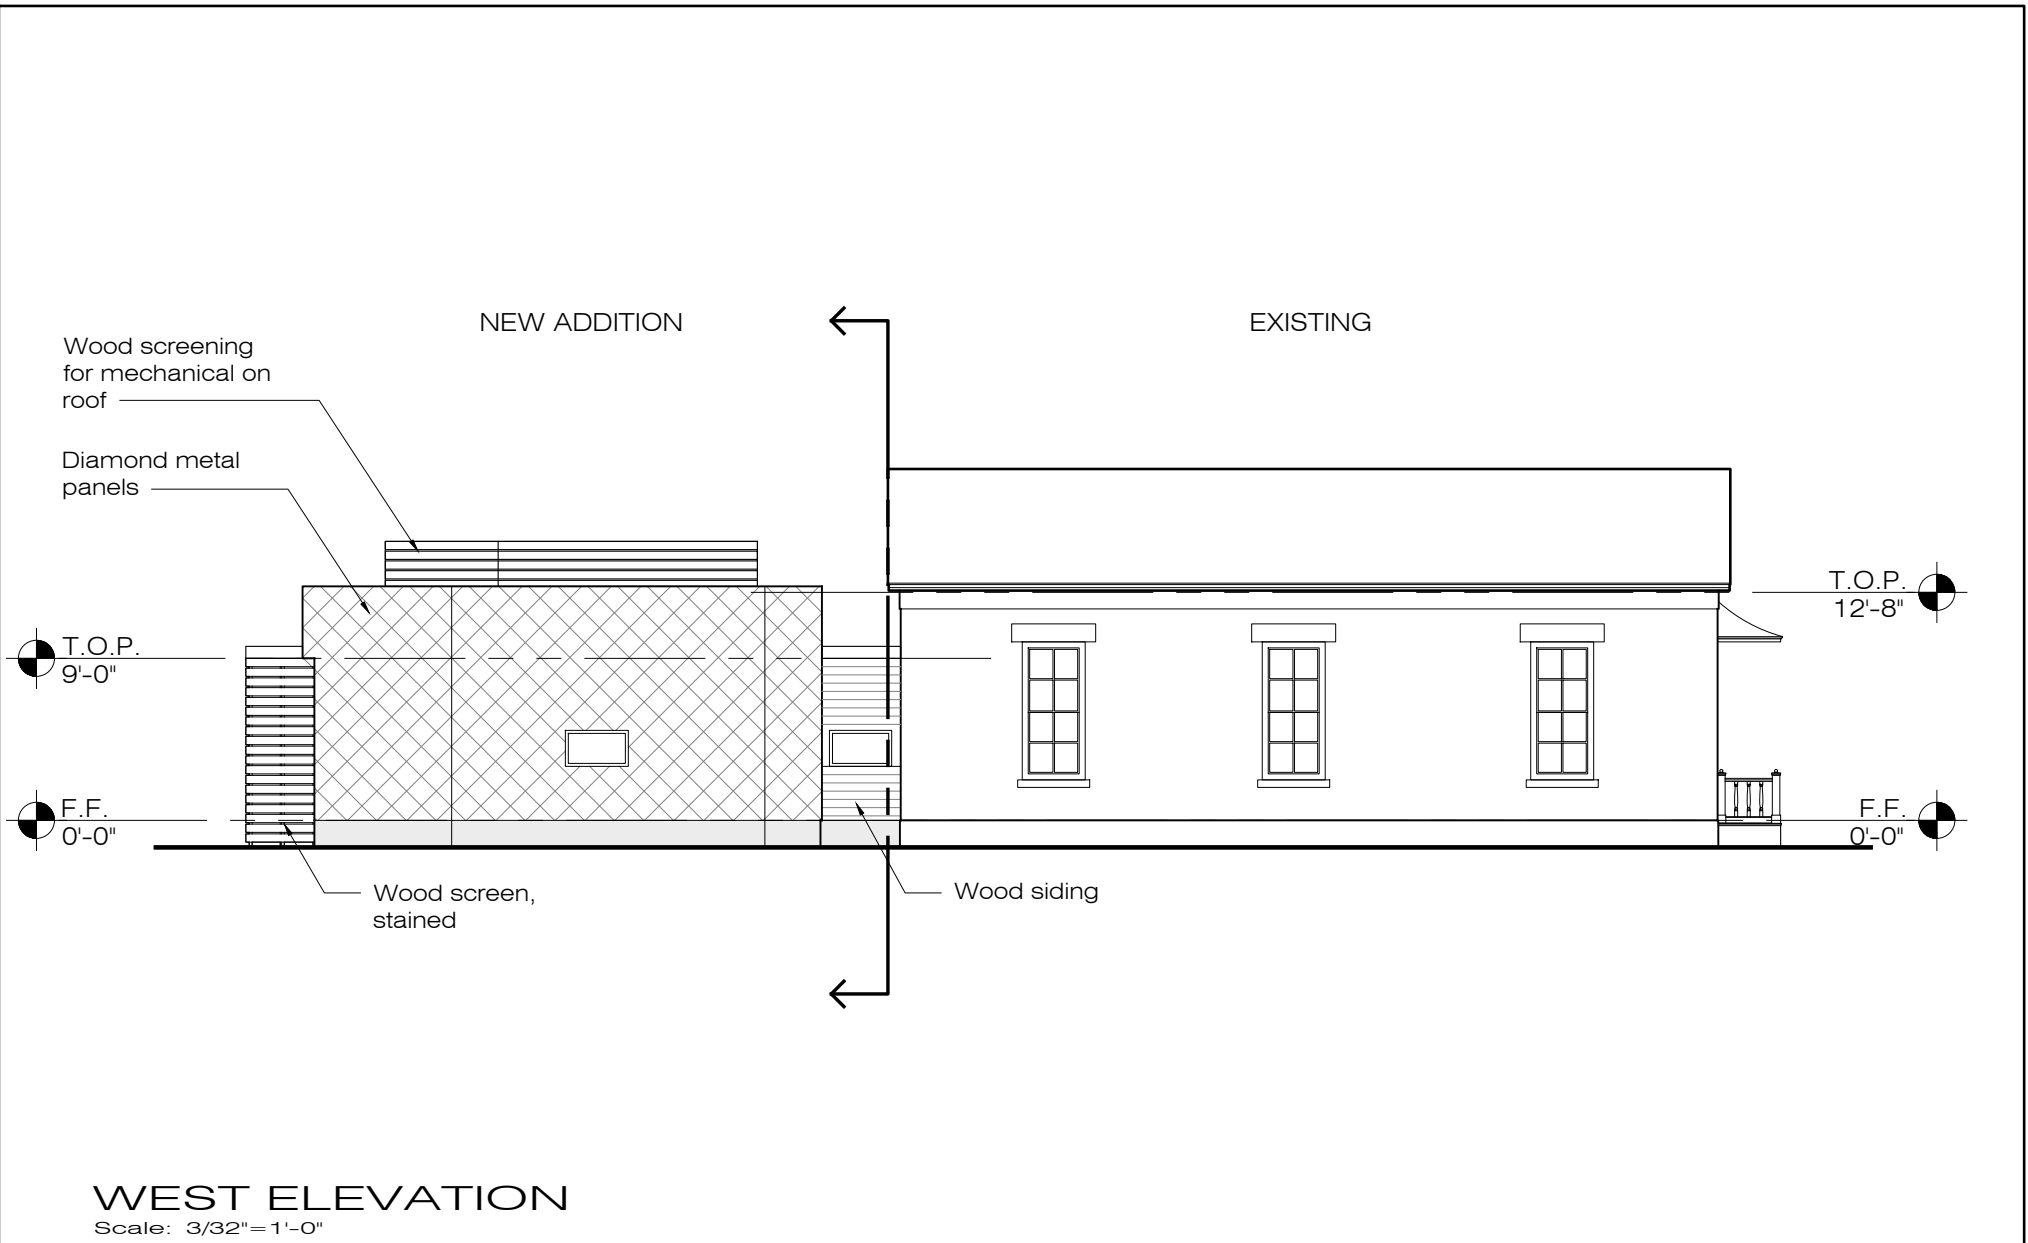 NEW ADDITION
EXISTING
Wood screening
for mechanical on
roof
Diamond metal
panels
T.O.P.
12'-8"
T.O.P.
9'-0"
F.F.
0'-0"
F.F.
0'-0"
Wood screen,
stained
Wood siding
WEST ELEVATION
Scale: 3/32"=1'-0"